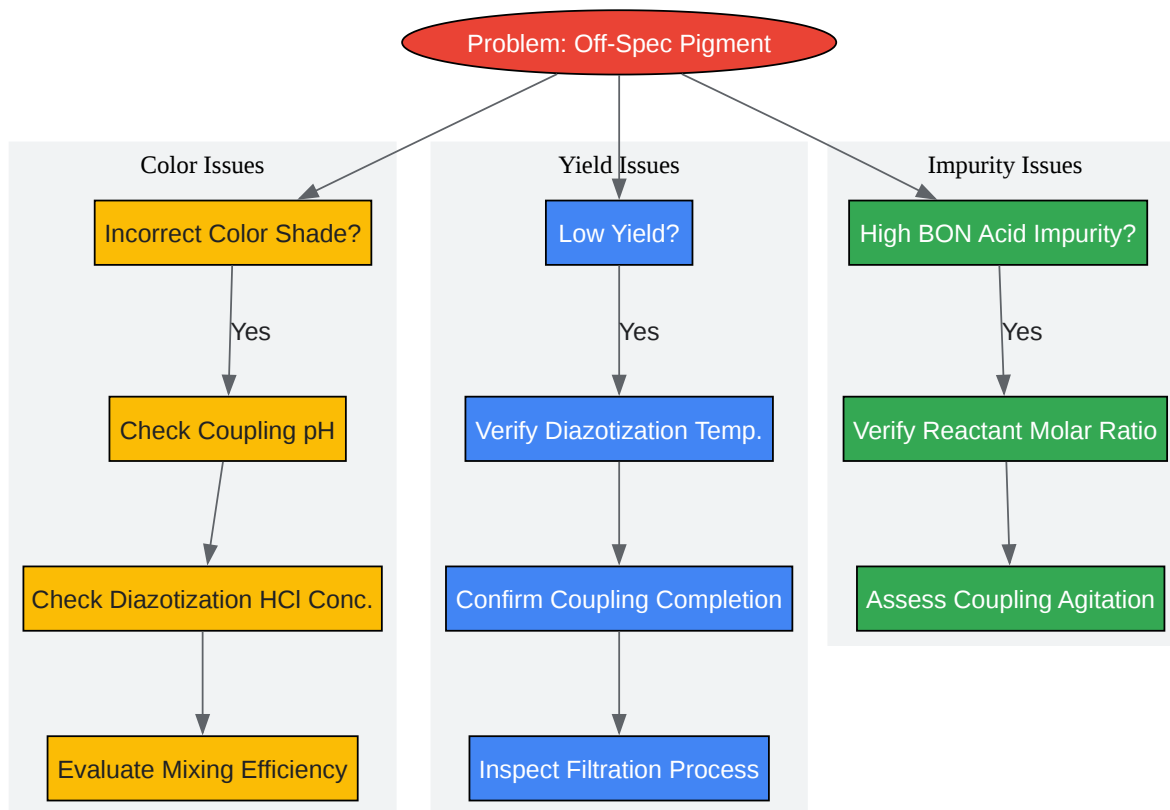 Problem: Off-Spec Pigment
Color Issues
Yield Issues
Impurity Issues
Incorrect Color Shade?
Low Yield?
High BON Acid Impurity?
Yes
Yes
Yes
Check Coupling pH
Verify Diazotization Temp.
Verify Reactant Molar Ratio
Check Diazotization HCl Conc.
Confirm Coupling Completion
Assess Coupling Agitation
Evaluate Mixing Efficiency
Inspect Filtration Process